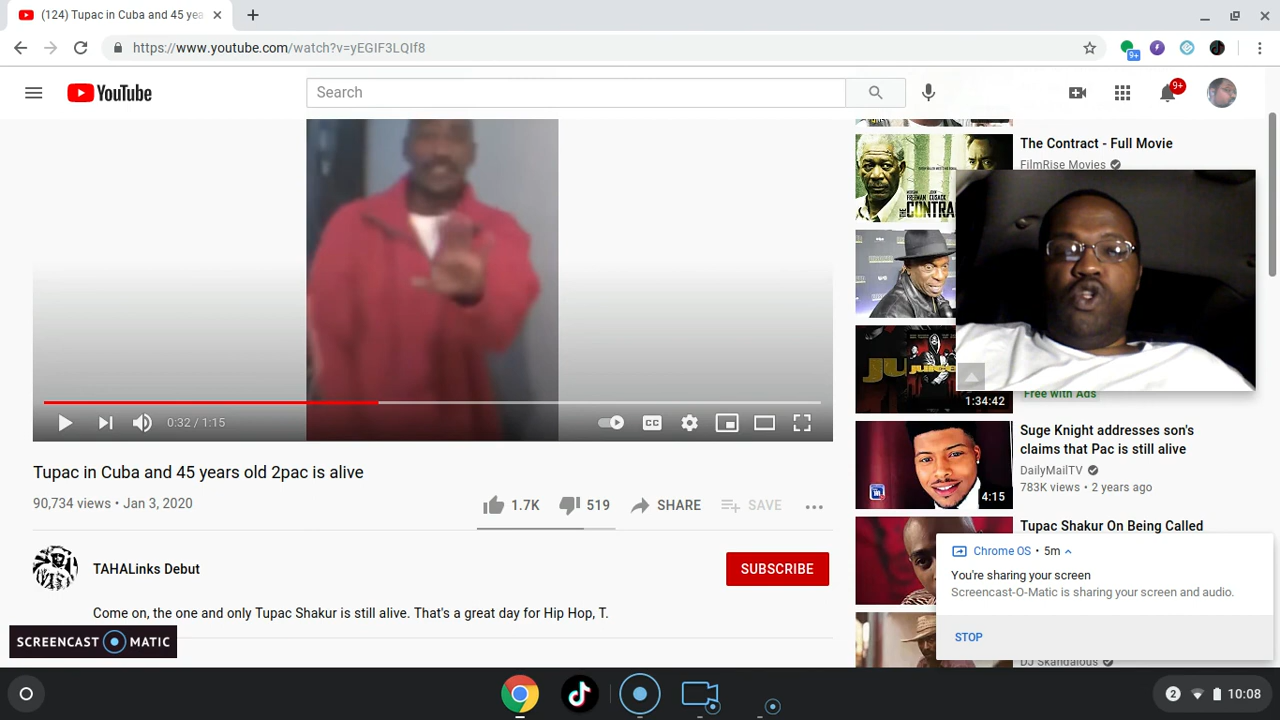 (124) Tupac in Cuba and 45 yea
https://www.youtube.com/watch?v=yEGIF3LQIf8
9+
YouTube
Search
9+
The Contract - Full Movie
FilmRise Movies
THE CONTRA
1:34:42
Free with Ads
0:32 / 1:15
CC
Suge Knight addresses son's
claims that Pac is still alive
DailyMailTV
783K views • 2 years ago
4:15
Tupac in Cuba and 45 years old 2pac is alive
90,734 views • Jan 3, 2020
1.7K
519
SHARE
SAVE
Tupac Shukur On Being Called
TAHALinks Debut
SUBSCRIBE
Come on, the one and only Tupac Shakur is still alive. That's a great day for Hip Hop, T.
SCREENCAST MATIC
Chrome OS • 5m
You're sharing your screen
Screencast-O-Matic is sharing your screen and audio.
STOP
DJ Skandalous
2
10:08